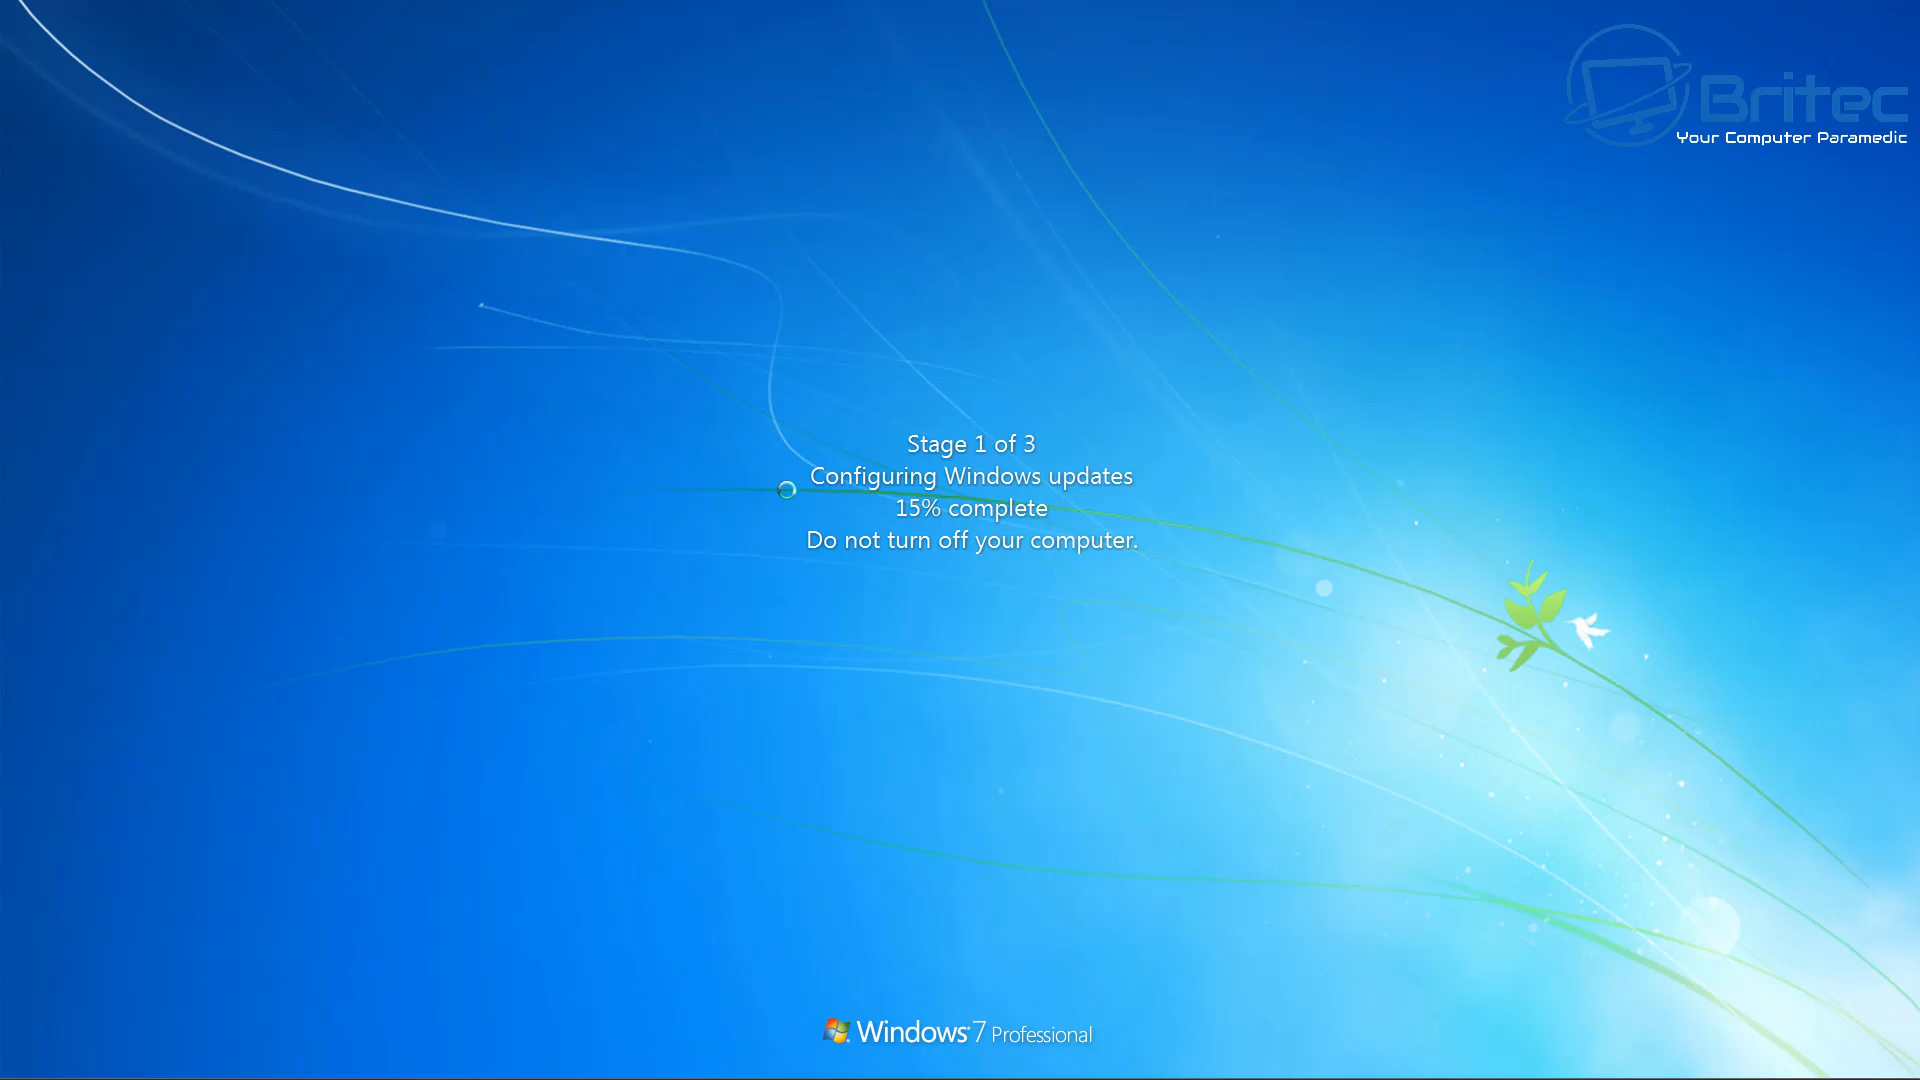 Britec
Your Computer Paramedic
Stage 1 of 3
Configuring Windows updates
15% complete
Do not turn off your computer.
Windows 7 Professional